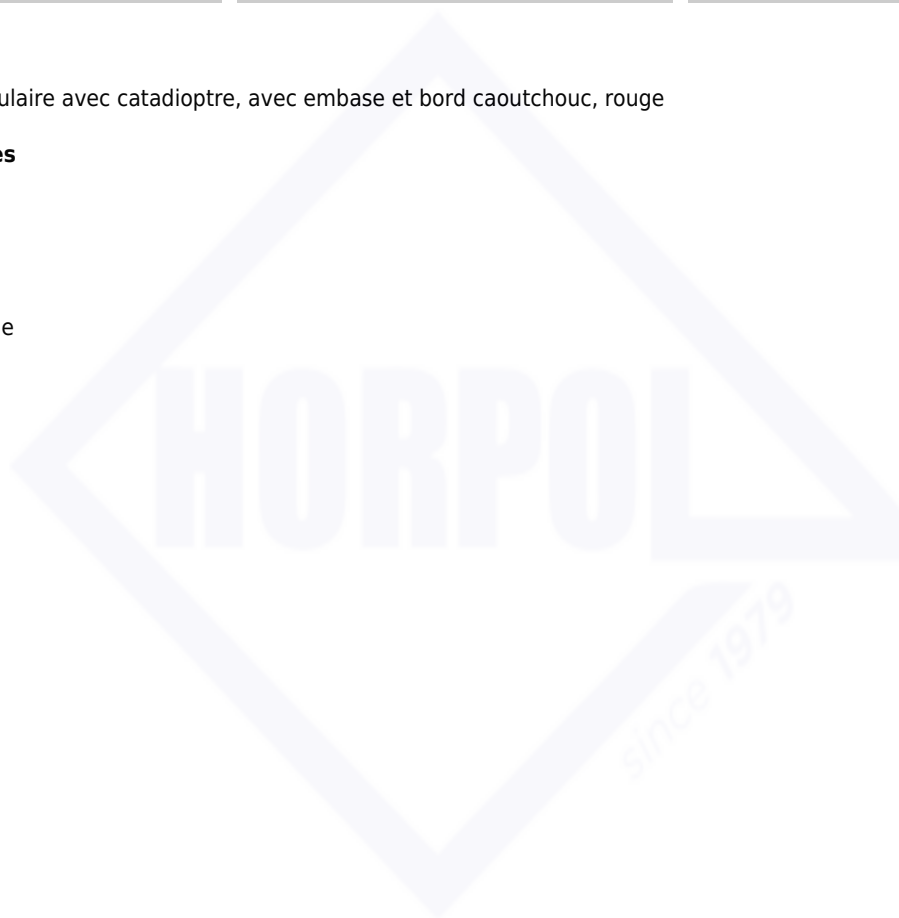 ulaire avec catadioptre, avec embase et bord caoutchouc, rouge
es
e
HORPOL
since 1979